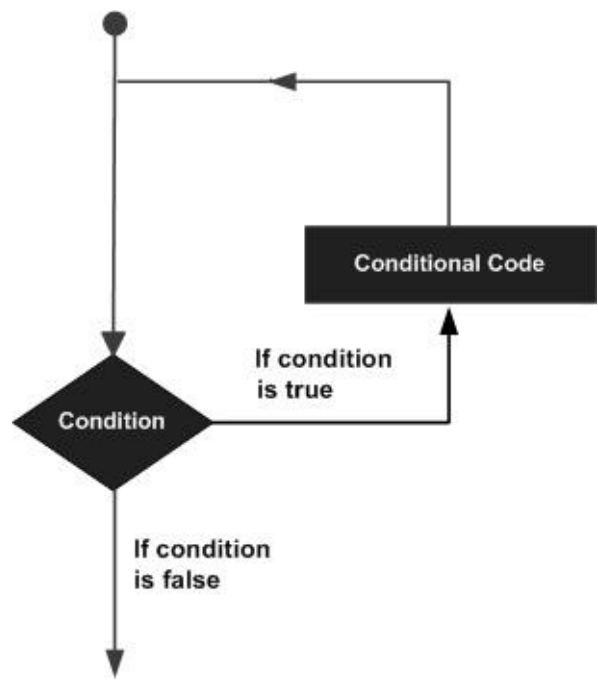 Conditional Code
If condition
is true
Condition
If condition
is false